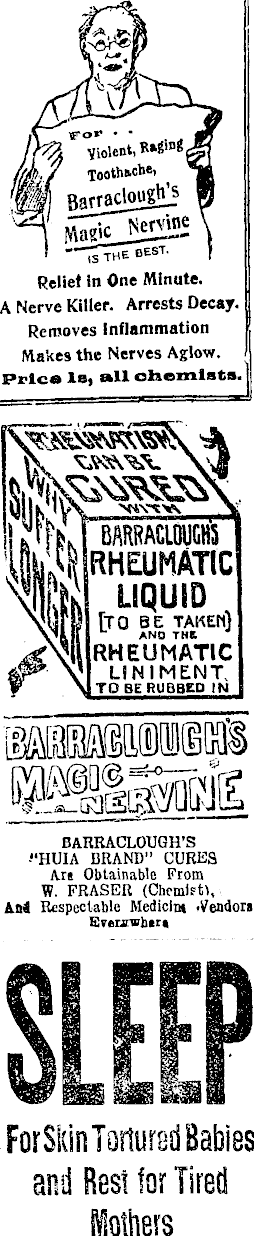 For . .
Violent, Raging
Toothache,
Barraclough's
Magic Nervine
IS THE BEST.
Relief in One Minute.
A Nerve Killer. Arrests Decay.
Removes Inflammation
Makes the Nerves Aglow.
Price 1s, all chemists.
RHEUMATISM
CAN BE
CURED
WITH
WHY
SUFFER
LONGER
BARRACLOUGH'S
RHEUMATIC
LIQUID
[TO BE TAKEN]
AND THE
RHEUMATIC
LINIMENT
TO BE RUBBED IN
BARRACLOUGH'S
MAGIC
NERVINE
BARRACLOUGH'S
"HUIA BRAND" CURES
Are Obtainable From
W. FRASER (Chemist),
And Respectable Medicine Vendors
Everywhere
SLEEP
For Skin Tortured Babies
and Rest for Tired
Mothers